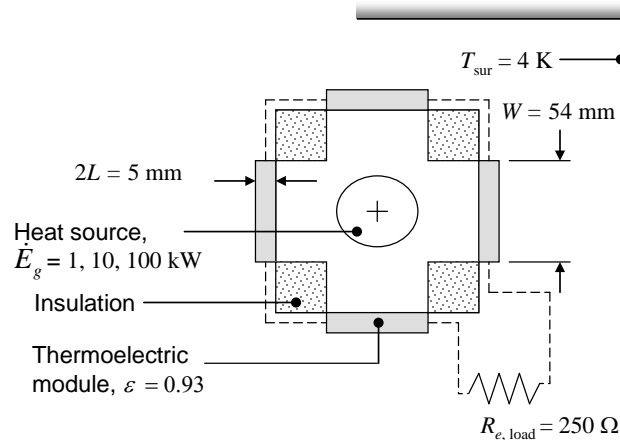 T_sur = 4 K
W = 54 mm
2L = 5 mm
Heat source,
Ė_g = 1, 10, 100 kW
Insulation
Thermoelectric
module, ε = 0.93
R_e, load = 250 Ω